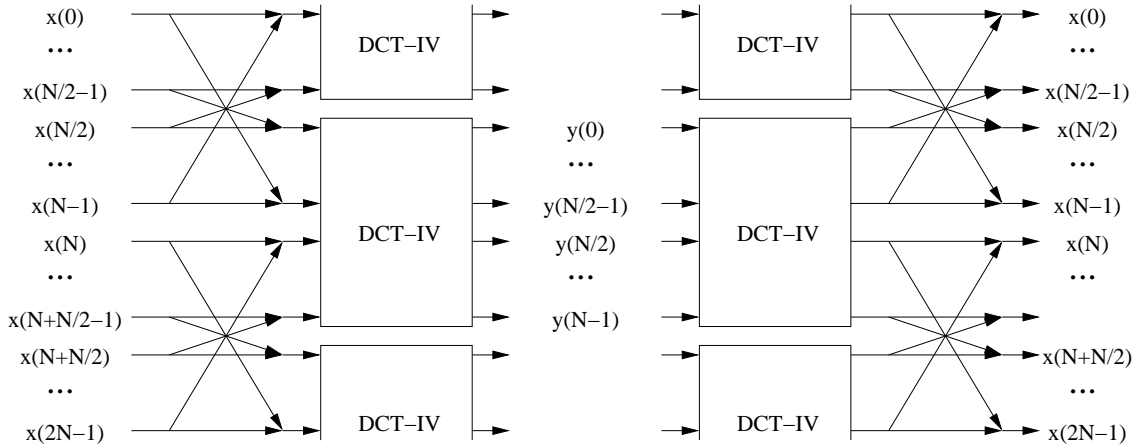 x(0)
...
x(N/2−1)
x(N/2)
...
x(N−1)
x(N)
...
x(N+N/2−1)
x(N+N/2)
...
x(2N−1)
DCT−IV
DCT−IV
DCT−IV
y(0)
...
y(N/2−1)
y(N/2)
...
y(N−1)
DCT−IV
DCT−IV
DCT−IV
x(0)
...
x(N/2−1)
x(N/2)
...
x(N−1)
x(N)
...
x(N+N/2)
...
x(2N−1)